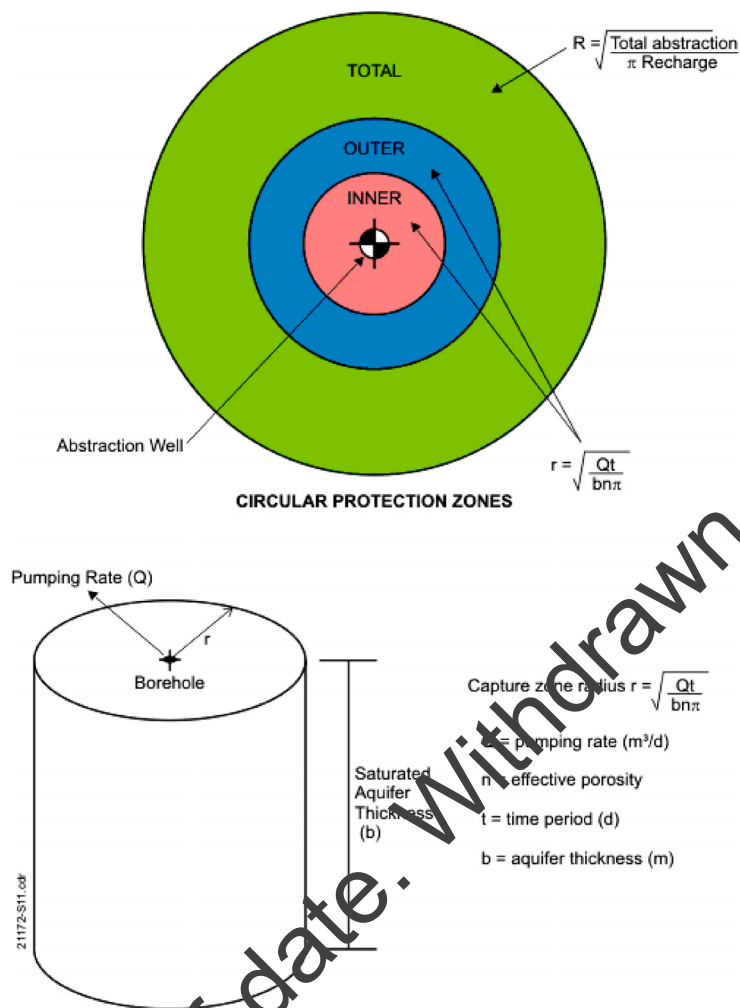 R = √(Total abstraction / π Recharge)
TOTAL
OUTER
INNER
Abstraction Well
r = √(Qt / bnπ)
CIRCULAR PROTECTION ZONES
Pumping Rate (Q)
r
Borehole
Capture zone radius r = √(Qt / bnπ)
Q = pumping rate (m³/d)
n = effective porosity
t = time period (d)
b = aquifer thickness (m)
Saturated
Aquifer
Thickness
(b)
21172-S11.cdr
f date. Withdrawn